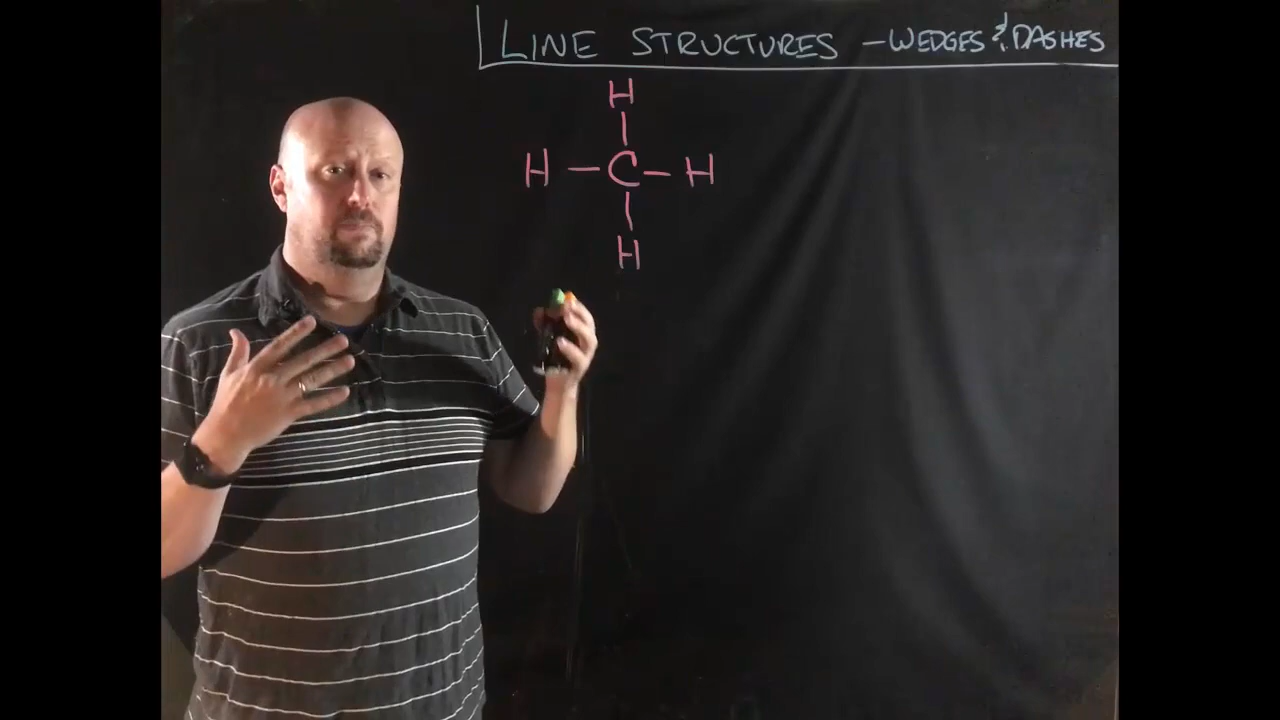 LINE STRUCTURES - WEDGES & DASHES
H
H - C - H
H